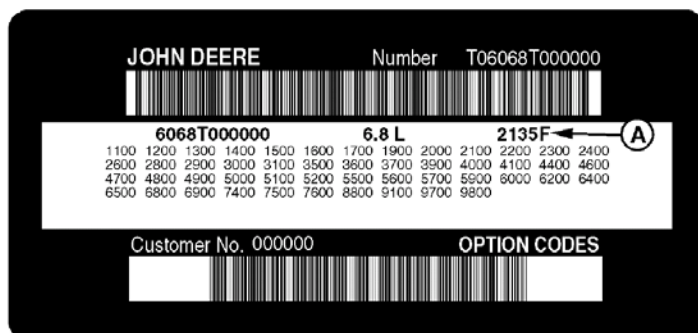 JOHN DEERE Number T06068T000000
6068T000000 6.8 L 2135F A
1100 1200 1300 1400 1500 1600 1700 1900 2000 2100 2200 2300 2400
2600 2800 2900 3000 3100 3500 3600 3700 3900 4000 4100 4400 4600
4700 4800 4900 5000 5100 5200 5500 5600 5700 5900 6000 6200 6400
6500 6800 6900 7400 7500 7600 8800 9100 9700 9800
Customer No. 000000 OPTION CODES